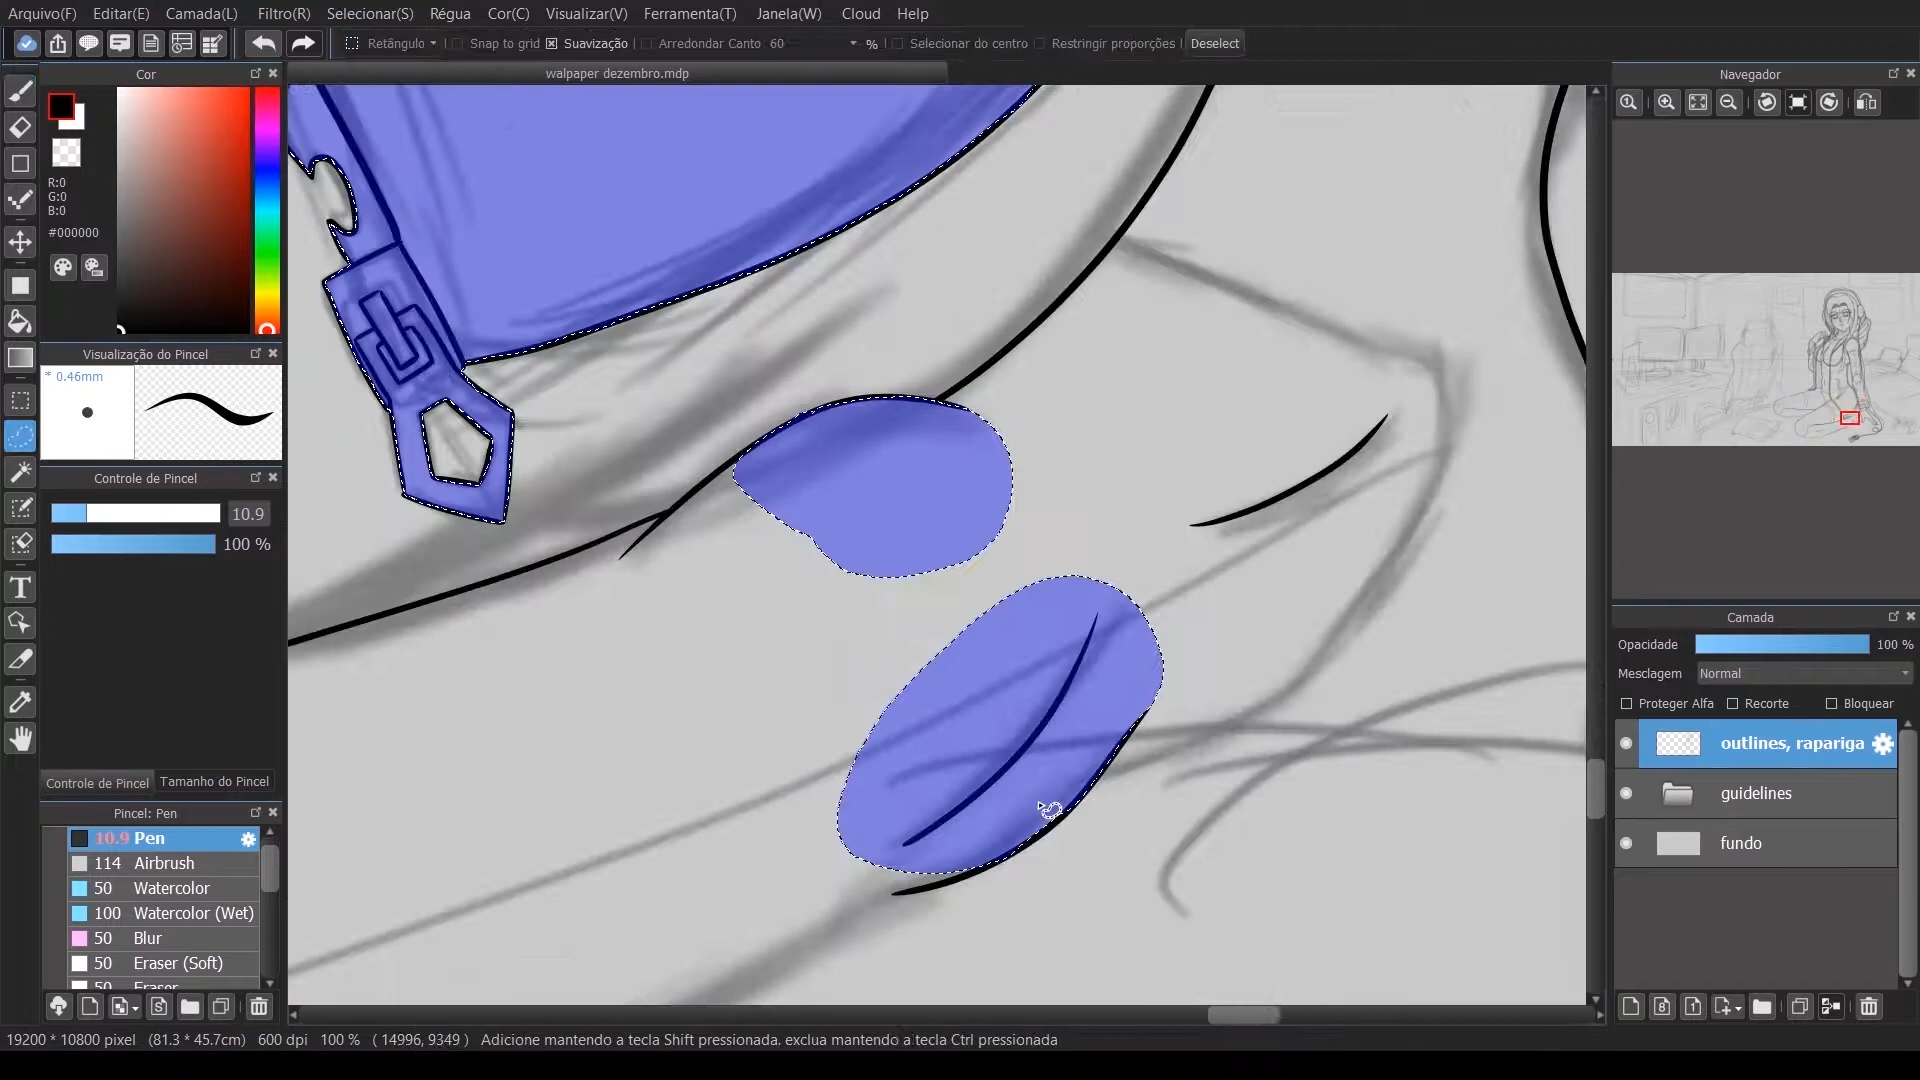 Arquivo(F) Editar(E) Camada(L) Filtro(R) Selecionar(S) Régua Cor(C) Visualizar(V) Ferramenta(T) Janela(W) Cloud Help
Retângulo Snap to grid Suavização Arredondar Canto 60 % Selecionar do centro Restringir proporções Deselect
Cor
walpaper dezembro.mdp
Navegador
R:0
G:0
B:0
#000000
Visualização do Pincel
* 0.46mm
Controle de Pincel
10.9
100 %
Controle de Pincel Tamanho do Pincel
Pincel: Pen
10.9 Pen
114 Airbrush
50 Watercolor
100 Watercolor (Wet)
50 Blur
50 Eraser (Soft)
50 Eraser
Camada
Opacidade 100 %
Mesclagem Normal
Proteger Alfa Recorte Bloquear
outlines, rapariga
guidelines
fundo
19200 * 10800 pixel (81.3 * 45.7cm) 600 dpi 100 % ( 14996, 9349 ) Adicione mantendo a tecla Shift pressionada, exclua mantendo a tecla Ctrl pressionada